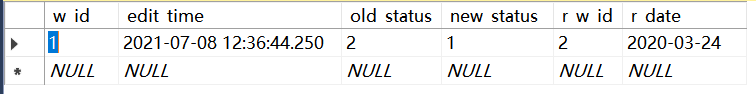 w id edit time old status new status r w id r date
1 2021-07-08 12:36:44.250 2 1 2 2020-03-24
* NULL NULL NULL NULL NULL NULL